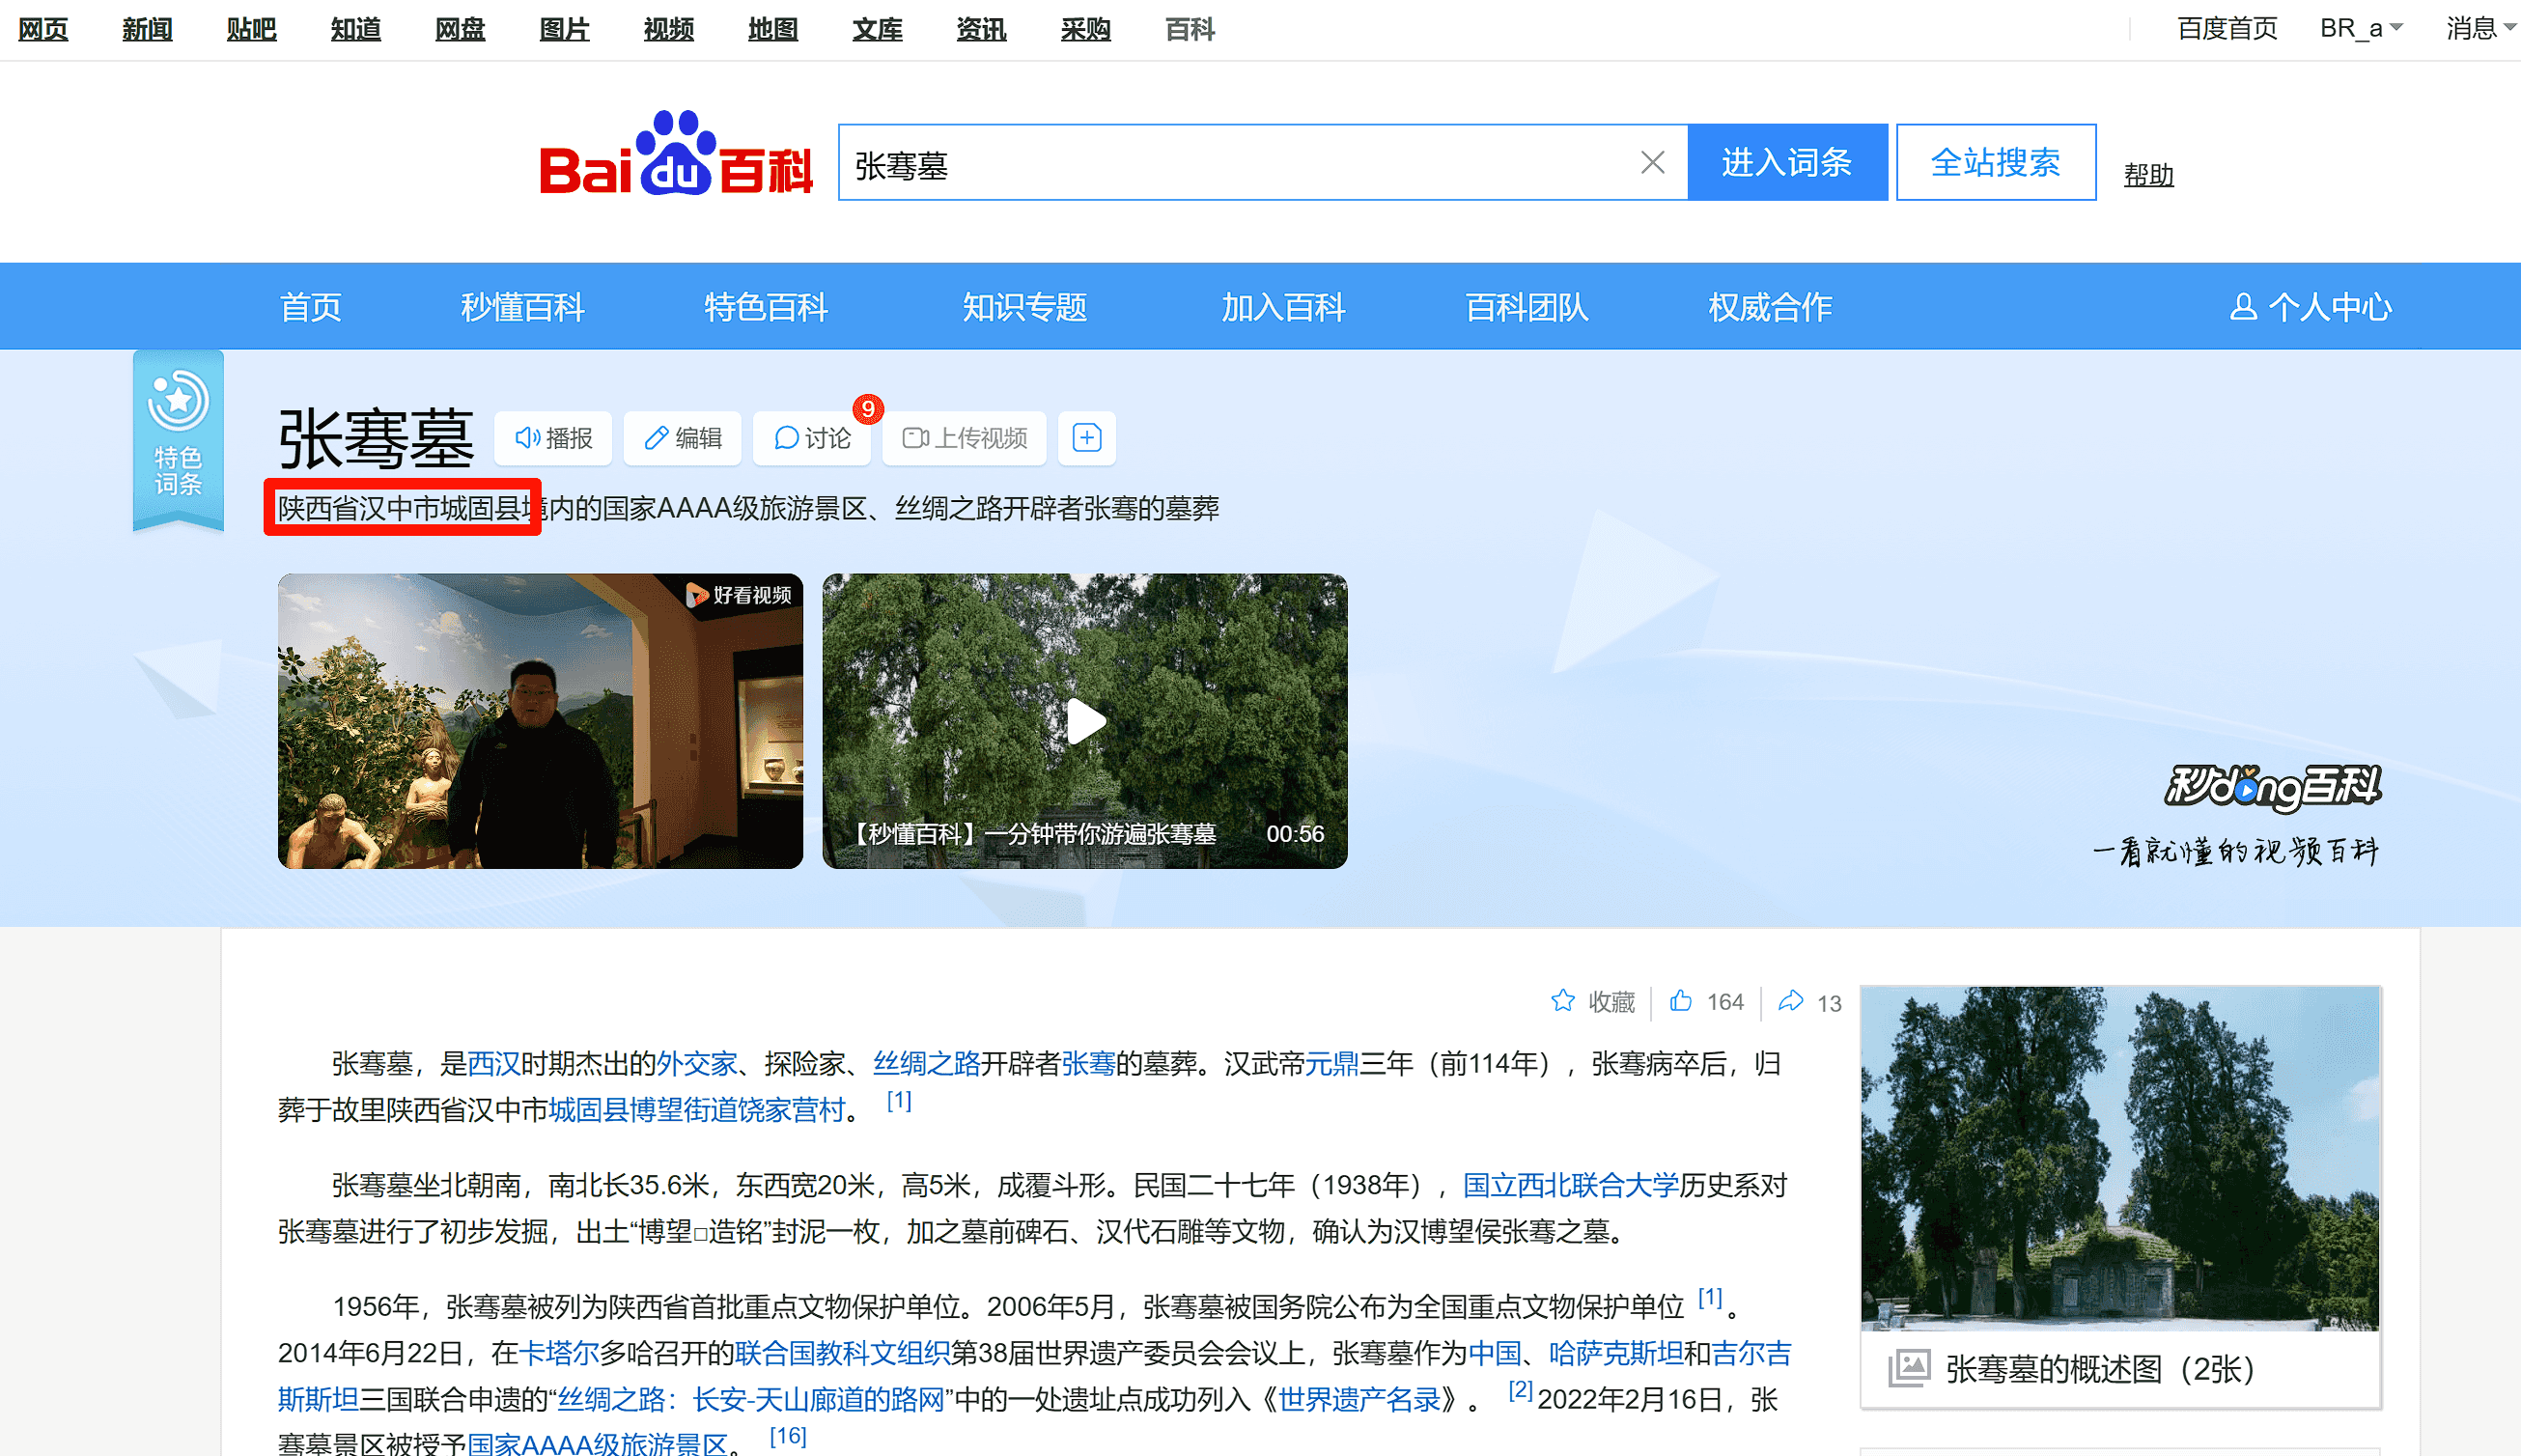 网页 新闻 贴吧 知道 网盘 图片 视频 地图 文库 资讯 采购 百科 百度首页 BR_a 消息
Baidu百科 张骞墓 进入词条 全站搜索 帮助
首页 秒懂百科 特色百科 知识专题 加入百科 百科团队 权威合作 个人中心
特色
词条
张骞墓 播报 编辑 讨论 9 上传视频
陕西省汉中市城固县境内的国家AAAA级旅游景区、丝绸之路开辟者张骞的墓葬
好看视频
【秒懂百科】一分钟带你游遍张骞墓 00:56
秒dong百科
一看就懂的视频百科
收藏 164 13
张骞墓，是西汉时期杰出的外交家、探险家、丝绸之路开辟者张骞的墓葬。汉武帝元鼎三年（前114年），张骞病卒后，归
葬于故里陕西省汉中市城固县博望街道饶家营村。 [1]
张骞墓坐北朝南，南北长35.6米，东西宽20米，高5米，成覆斗形。民国二十七年（1938年），国立西北联合大学历史系对
张骞墓进行了初步发掘，出土“博望□造铭”封泥一枚，加之墓前碑石、汉代石雕等文物，确认为汉博望侯张骞之墓。
1956年，张骞墓被列为陕西省首批重点文物保护单位。2006年5月，张骞墓被国务院公布为全国重点文物保护单位 [1] 。
2014年6月22日，在卡塔尔多哈召开的联合国教科文组织第38届世界遗产委员会会议上，张骞墓作为中国、哈萨克斯坦和吉尔吉
斯斯坦三国联合申遗的“丝绸之路：长安-天山廊道的路网”中的一处遗址点成功列入《世界遗产名录》。 [2] 2022年2月16日，张
骞墓景区被授予国家AAAA级旅游景区。 [16]
张骞墓的概述图（2张）